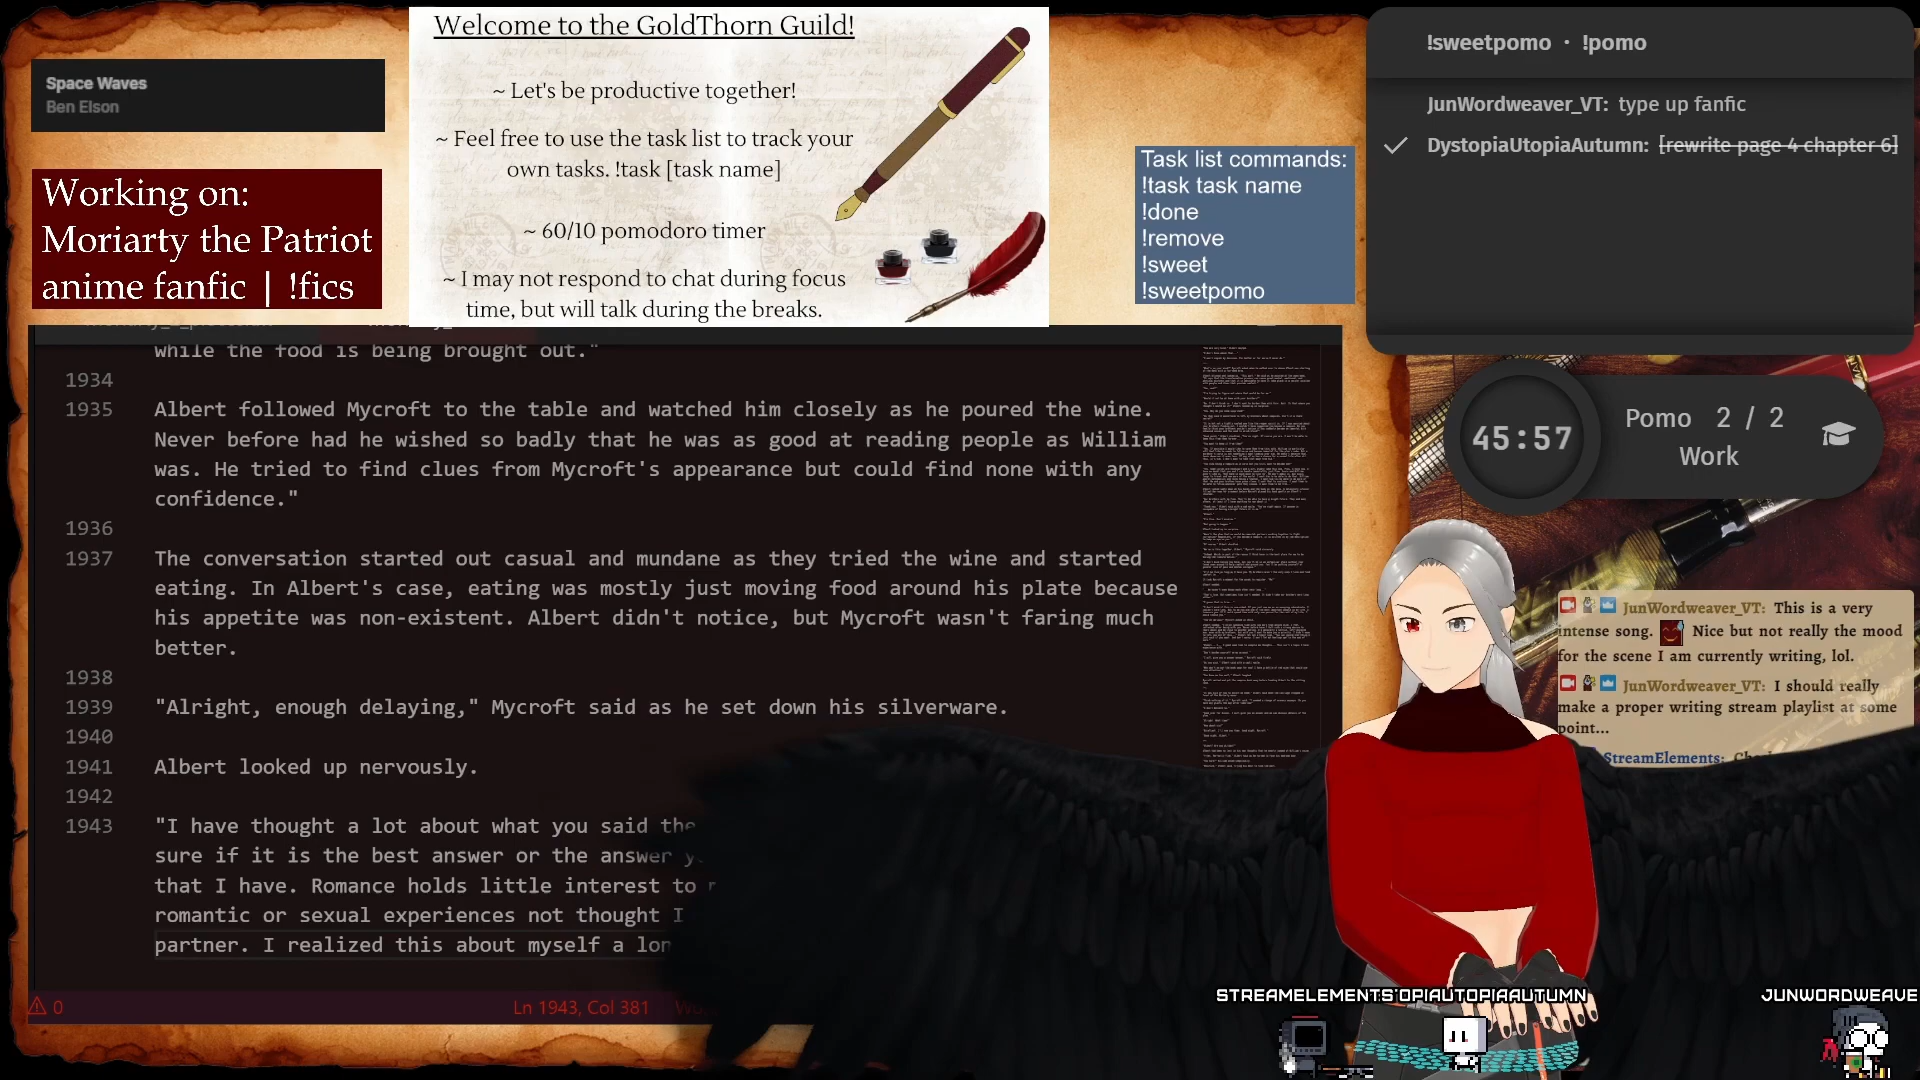 Welcome to the GoldThorn Guild!
~ Let's be productive together!
~ Feel free to use the task list to track your
own tasks. !task [task name]
~ 60/10 pomodoro timer
~ I may not respond to chat during focus
time, but will talk during the breaks.
Space Waves
Ben Elson
Working on:
Moriarty the Patriot
anime fanfic | !fics
Task list commands:
!task task name
!done
!remove
!sweet
!sweetpomo
!sweetpomo · !pomo
JunWordweaver_VT: type up fanfic
DystopiaUtopiaAutumn: [rewrite page 4 chapter 6]
45:57
Pomo 2 / 2
Work
while the food is being brought out."
1934
1935 Albert followed Mycroft to the table and watched him closely as he poured the wine.
Never before had he wished so badly that he was as good at reading people as William
was. He tried to find clues from Mycroft's appearance but could find none with any
confidence."
1936
1937 The conversation started out casual and mundane as they tried the wine and started
eating. In Albert's case, eating was mostly just moving food around his plate because
his appetite was non-existent. Albert didn't notice, but Mycroft wasn't faring much
better.
1938
1939 "Alright, enough delaying," Mycroft said as he set down his silverware.
1940
1941 Albert looked up nervously.
1942
1943 "I have thought a lot about what you said the
sure if it is the best answer or the answer
that I have. Romance holds little interest to
romantic or sexual experiences not thought I
partner. I realized this about myself a lon
0
Ln 1943, Col 381
JunWordweaver_VT: This is a very
intense song. Nice but not really the mood
for the scene I am currently writing, lol.
JunWordweaver_VT: I should really
make a proper writing stream playlist at some
point...
StreamElements:
STREAMELEMENTS OPIAUTOPIAAUTUMN
JUNWORDWEAVE